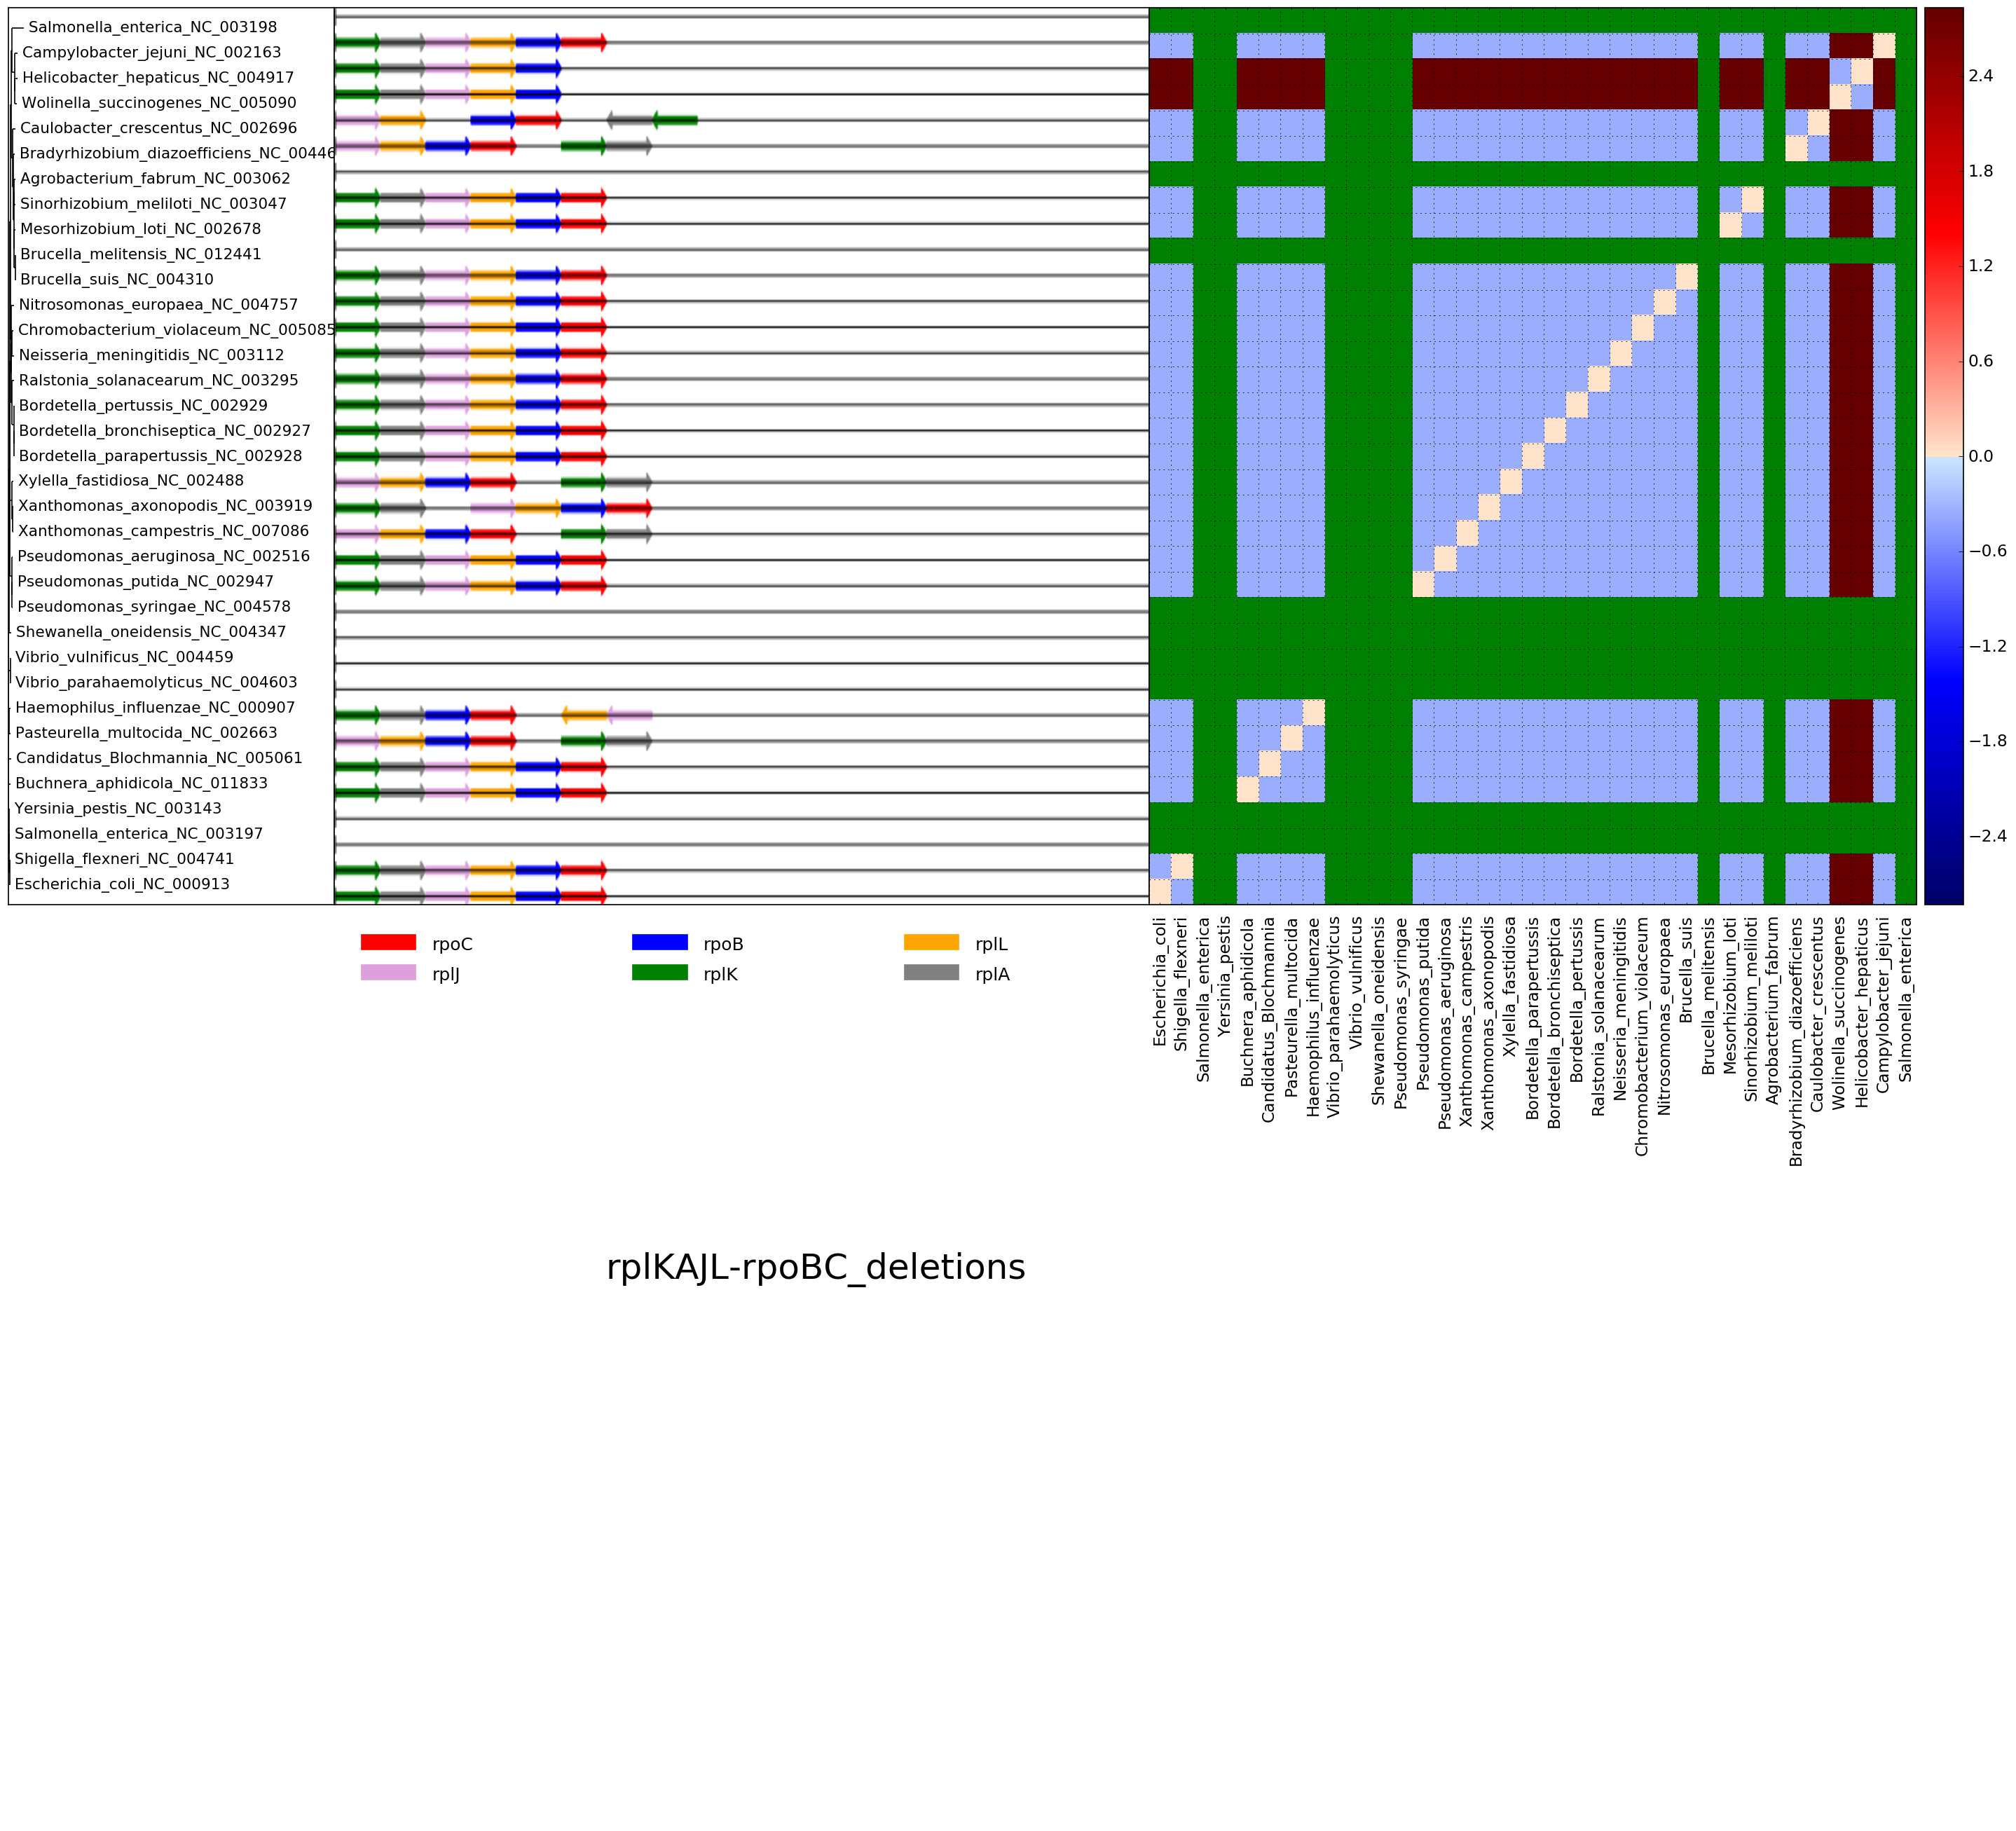 Salmonella_enterica_NC_003198
Campylobacter_jejuni_NC_002163
Helicobacter_hepaticus_NC_004917
Wolinella_succinogenes_NC_005090
Caulobacter_crescentus_NC_002696
Bradyrhizobium_diazoefficiens_NC_00446
Agrobacterium_fabrum_NC_003062
Sinorhizobium_meliloti_NC_003047
Mesorhizobium_loti_NC_002678
Brucella_melitensis_NC_012441
Brucella_suis_NC_004310
Nitrosomonas_europaea_NC_004757
Chromobacterium_violaceum_NC_005085
Neisseria_meningitidis_NC_003112
Ralstonia_solanacearum_NC_003295
Bordetella_pertussis_NC_002929
Bordetella_bronchiseptica_NC_002927
Bordetella_parapertussis_NC_002928
Xylella_fastidiosa_NC_002488
Xanthomonas_axonopodis_NC_003919
Xanthomonas_campestris_NC_007086
Pseudomonas_aeruginosa_NC_002516
Pseudomonas_putida_NC_002947
Pseudomonas_syringae_NC_004578
Shewanella_oneidensis_NC_004347
Vibrio_vulnificus_NC_004459
Vibrio_parahaemolyticus_NC_004603
Haemophilus_influenzae_NC_000907
Pasteurella_multocida_NC_002663
Candidatus_Blochmannia_NC_005061
Buchnera_aphidicola_NC_011833
Yersinia_pestis_NC_003143
Salmonella_enterica_NC_003197
Shigella_flexneri_NC_004741
Escherichia_coli_NC_000913
2.4
1.8
1.2
0.6
0.0
−0.6
−1.2
−1.8
−2.4
rpoC rpoB rplL
rplJ rplK rplA
Escherichia_coli
Shigella_flexneri
Salmonella_enterica
Yersinia_pestis
Buchnera_aphidicola
Candidatus_Blochmannia
Pasteurella_multocida
Haemophilus_influenzae
Vibrio_parahaemolyticus
Vibrio_vulnificus
Shewanella_oneidensis
Pseudomonas_syringae
Pseudomonas_putida
Pseudomonas_aeruginosa
Xanthomonas_campestris
Xanthomonas_axonopodis
Xylella_fastidiosa
Bordetella_parapertussis
Bordetella_bronchiseptica
Bordetella_pertussis
Ralstonia_solanacearum
Neisseria_meningitidis
Chromobacterium_violaceum
Nitrosomonas_europaea
Brucella_suis
Brucella_melitensis
Mesorhizobium_loti
Sinorhizobium_meliloti
Agrobacterium_fabrum
Bradyrhizobium_diazoefficiens
Caulobacter_crescentus
Wolinella_succinogenes
Helicobacter_hepaticus
Campylobacter_jejuni
Salmonella_enterica
rplKAJL-rpoBC_deletions